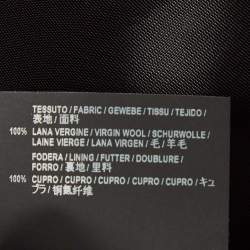 TESSUTO / FABRIC / GEWEBE / TISSU / TEJIDO /
表地 / 面料
100% LANA VERGINE / VIRGIN WOOL / SCHURWOLLE /
LAINE VIERGE / LANA VIRGEN / 毛 / 羊毛
FODERA / LINING / FUTTER / DOUBLURE /
FORRO / 裏地 / 里料
100% CUPRO / CUPRO / CUPRO / CUPRO / CUPRO / キュ
プラ / 铜氨纤维